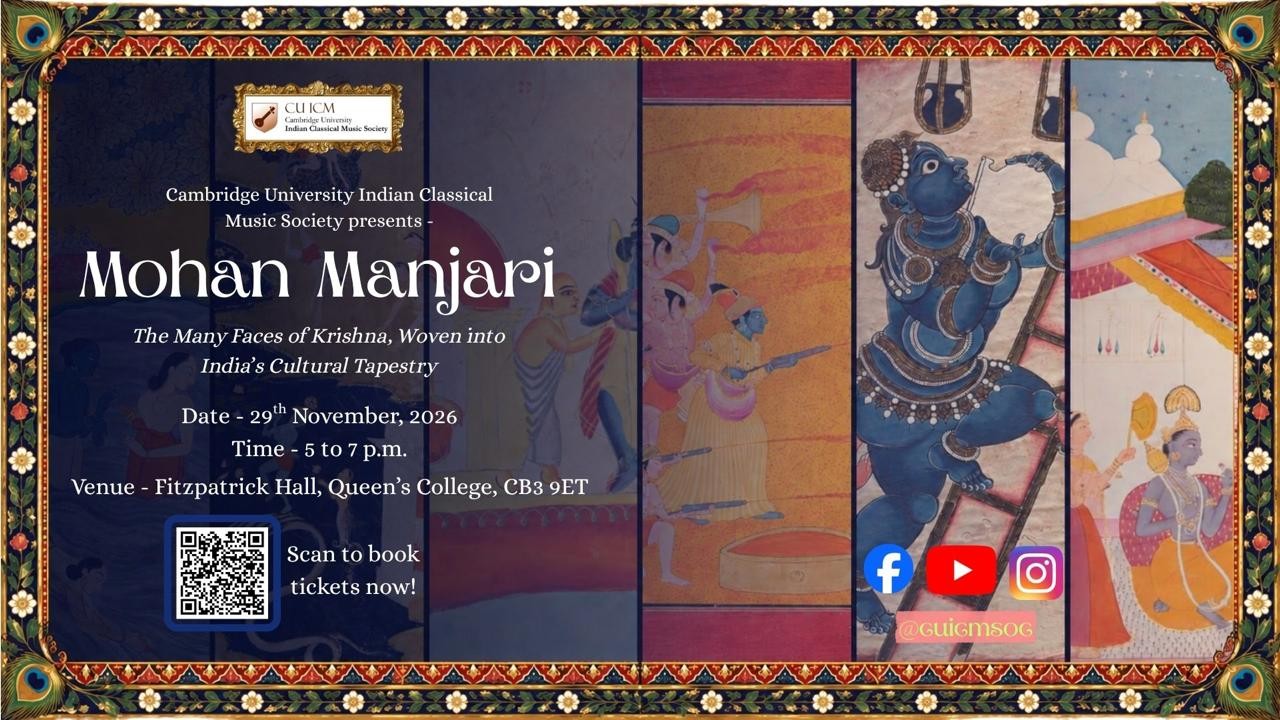 CU ICM
Cambridge University
Indian Classical Music Society
Cambridge University Indian Classical
Music Society presents -
Mohan Manjari
The Many Faces of Krishna, Woven into
India's Cultural Tapestry
Date - 29th November, 2026
Time - 5 to 7 p.m.
Venue - Fitzpatrick Hall, Queen's College, CB3 9ET
Scan to book
tickets now!
@cuicmsoc